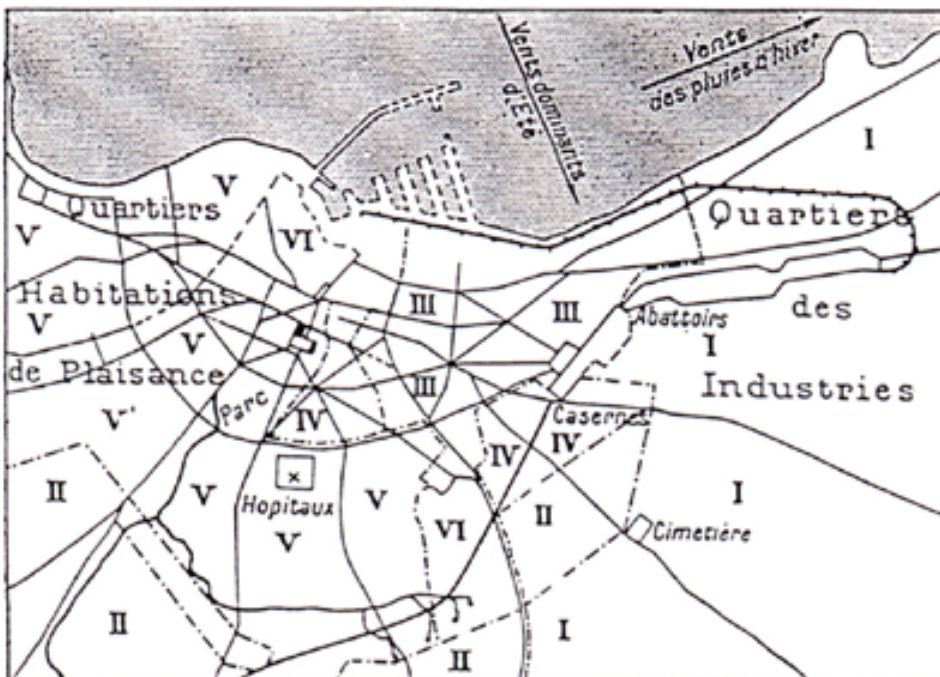 Vents dominants
d'Eté
Vents
des pluies d'hiver
I
V
Quartiers
Quartiers
V
VI
Habitations
III
III
des
V
Abattoirs
V
I
de Plaisance
III
Industries
Parc
V
IV
Casernes
IV
IV
II
V
V
I
Hopitaux
II
V
VI
Cimetière
II
I
II